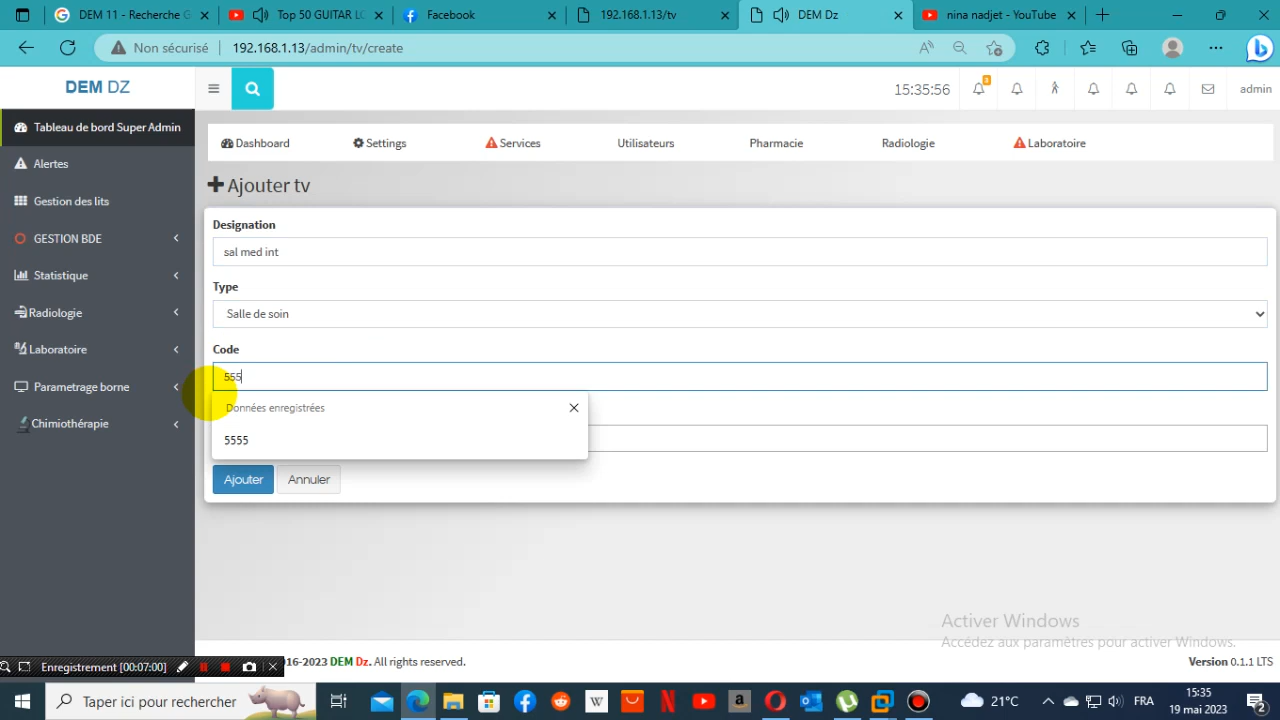 DEM 11 - Recherche G
Top 50 GUITAR LO
Facebook
192.168.1.13/tv
DEM Dz
nina nadjet - YouTube
Non sécurisé
192.168.1.13/admin/tv/create
DEM DZ
15:35:56
8
admin
Tableau de bord Super Admin
Dashboard
Settings
Services
Utilisateurs
Pharmacie
Radiologie
Laboratoire
Alertes
Ajouter tv
Gestion des lits
Designation
GESTION BDE
sal med int
Statistique
Type
Radiologie
Salle de soin
Laboratoire
Code
Parametrage borne
555
Données enregistrées
Chimiothérapie
5555
Ajouter
Annuler
Activer Windows
Accédez aux paramètres pour activer Windows.
Enregistrement [00:07:00]
16-2023 DEM Dz. All rights reserved.
Version 0.1.1 LTS
Taper ici pour rechercher
21°C
FRA
15:35
19 mai 2023
2